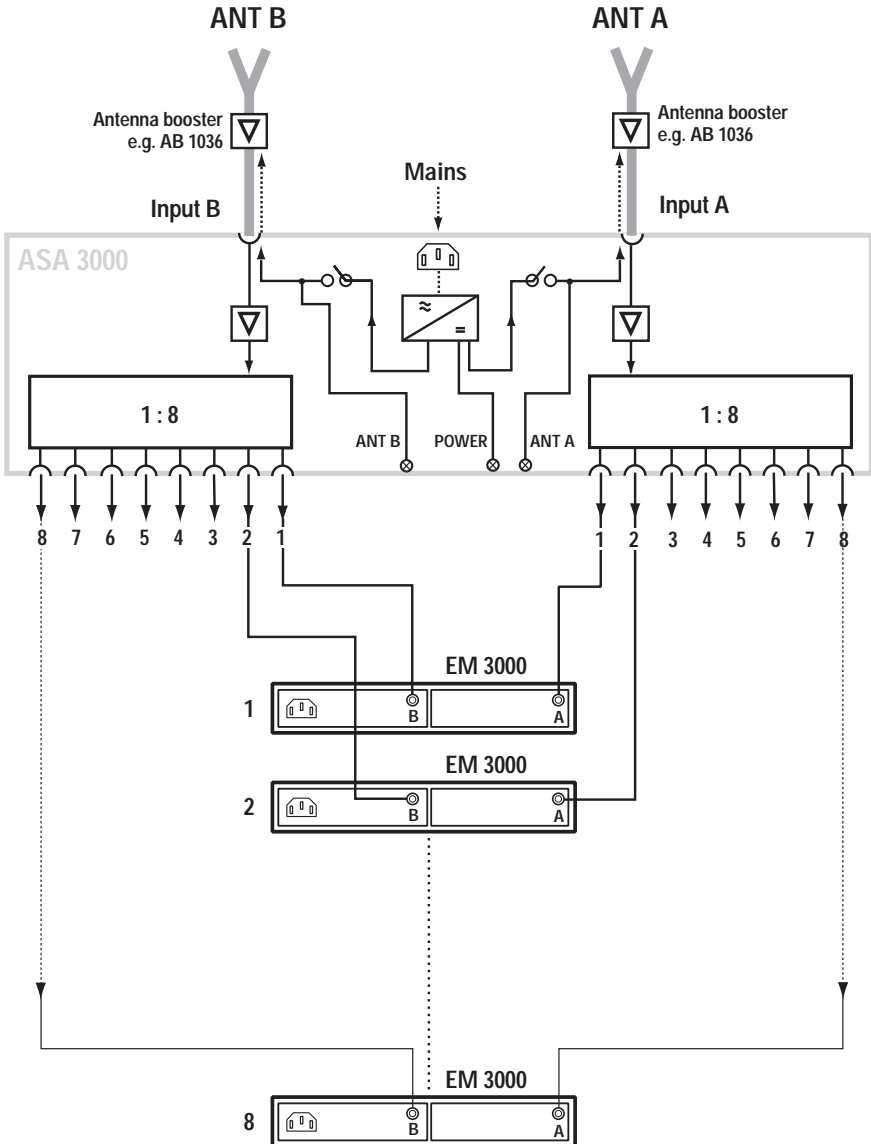 ANT B
ANT A
Antenna booster
e.g. AB 1036
Antenna booster
e.g. AB 1036
Mains
Input B
Input A
ASA 3000
≈
=
1 : 8
1 : 8
ANT B POWER ANT A
8 7 6 5 4 3 2 1
1 2 3 4 5 6 7 8
EM 3000
1
B
A
EM 3000
2
B
A
EM 3000
8
B
A